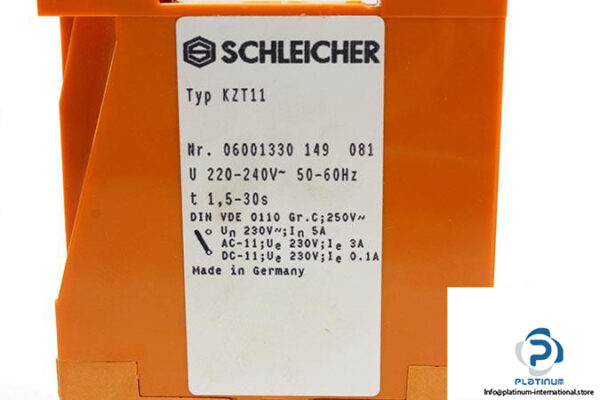 SCHLEICHER
Typ KZT11
Nr. 06001330 149 081
U 220-240V~ 50-60Hz
t 1,5-30s
DIN VDE 0110 Gr.C;250V~
Un 230V~;In 5A
AC-11;Ue 230V;Ie 3A
DC-11;Ue 230V;Ie 0.1A
Made in Germany
PLATINUM
Info@platinum-international.store